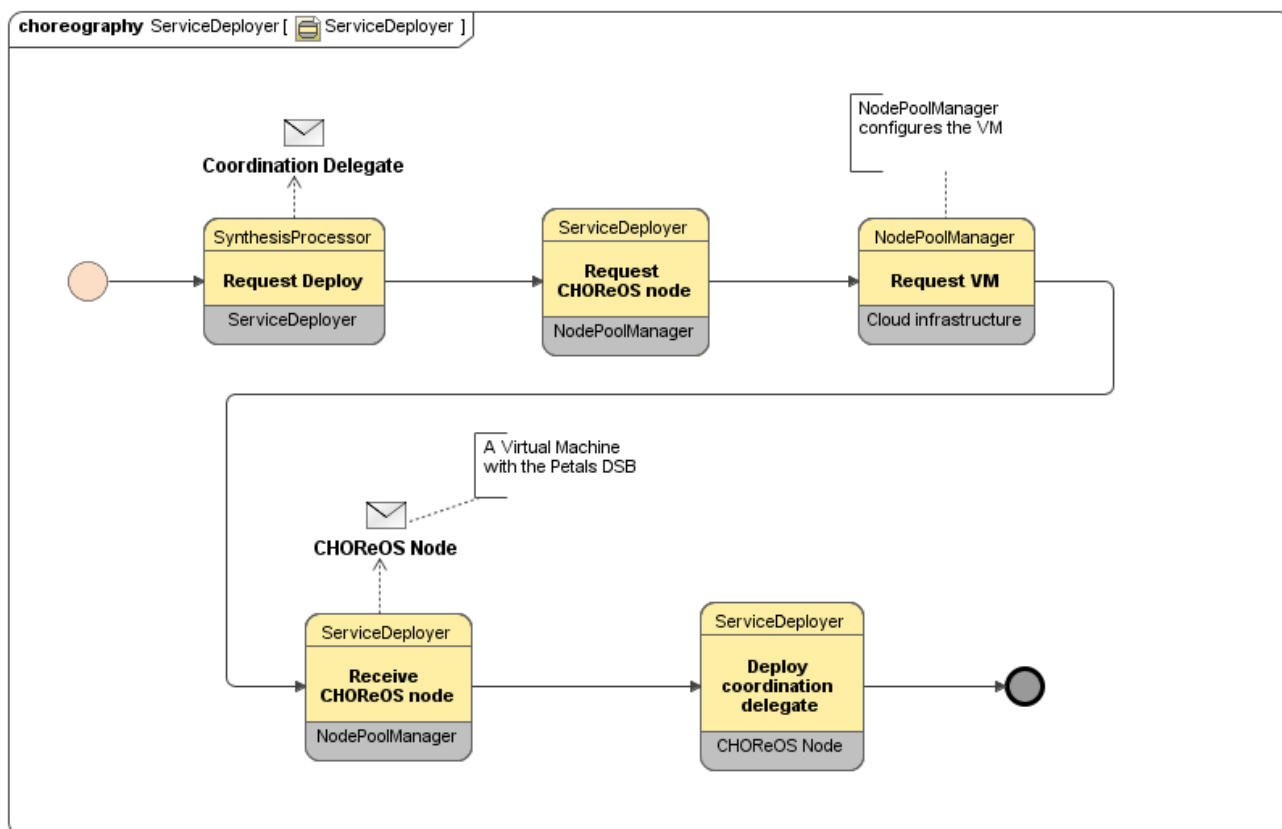 choreography ServiceDeployer [ ServiceDeployer ]
NodePoolManager
configures the VM
Coordination Delegate
SynthesisProcessor
Request Deploy
ServiceDeployer
ServiceDeployer
Request
CHOReOS node
NodePoolManager
NodePoolManager
Request VM
Cloud infrastructure
A Virtual Machine
with the Petals DSB
CHOReOS Node
ServiceDeployer
Receive
CHOReOS node
NodePoolManager
ServiceDeployer
Deploy
coordination
delegate
CHOReOS Node